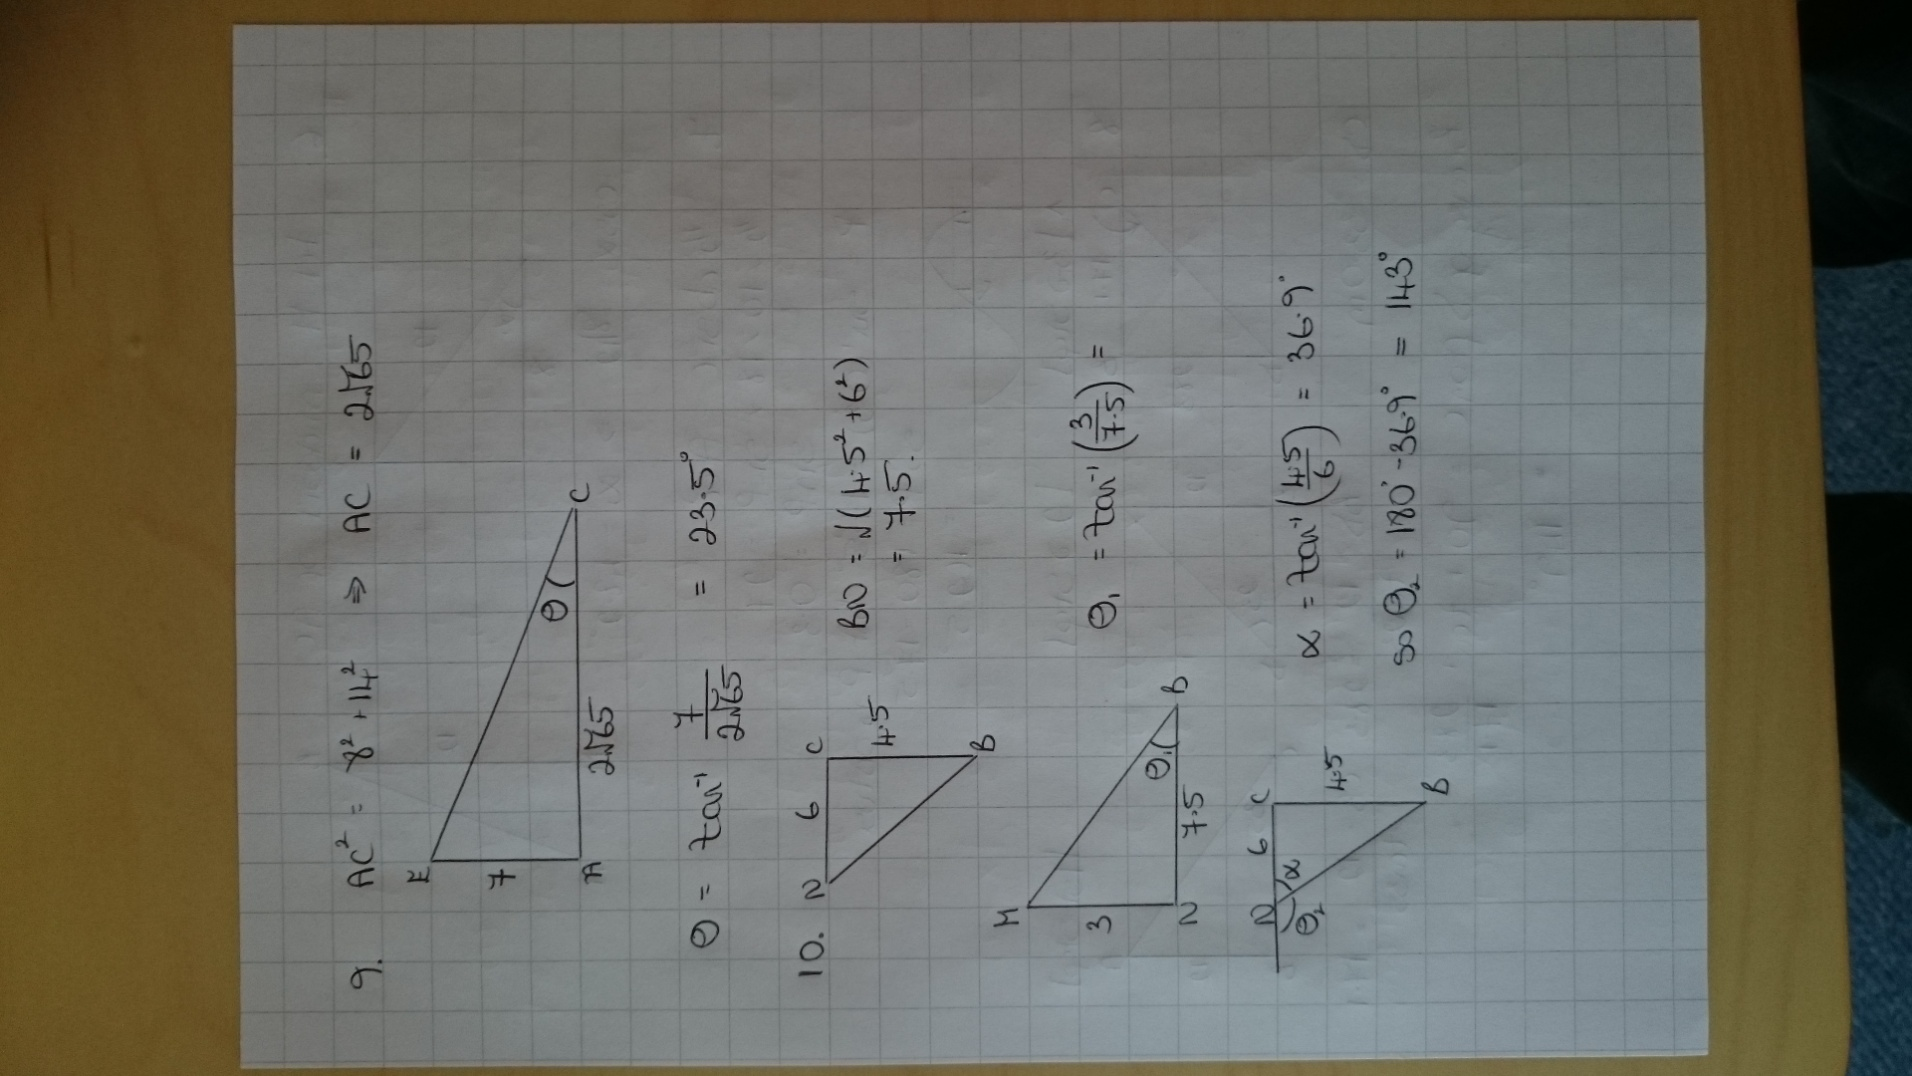 9. AC² = 8² + 14² ⇒ AC = 2√65
E
7
θ
A
2√65
C
θ = tan⁻¹ 7/2√65 = 23.5°
10. N 6 C
4.5
B
BN = √(4.5² + 6²)
= 7.5.
M
3
θ₁
N
7.5
B
θ₁ = tan⁻¹(3/7.5) =
N 6 C
α
θ₂
4.5
B
α = tan⁻¹(4.5/6) = 36.9°
so θ₂ = 180° - 36.9° = 143°